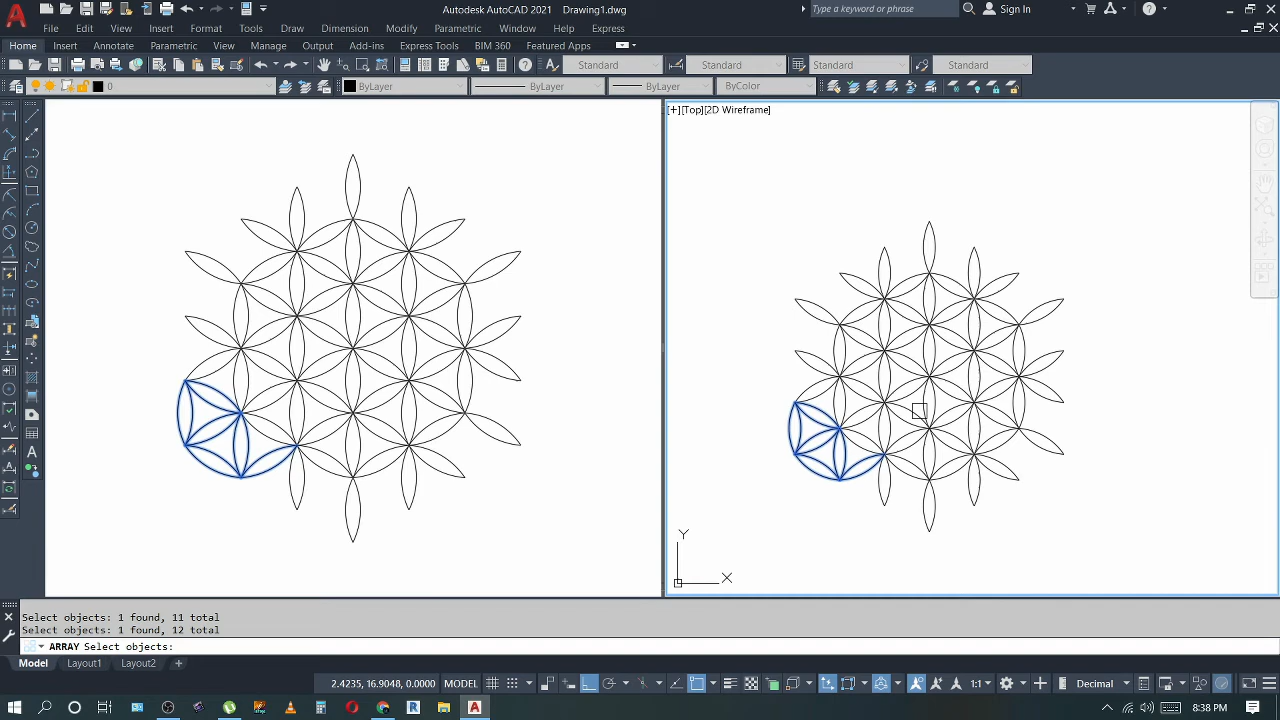 Autodesk AutoCAD 2021 Drawing1.dwg
Type a keyword or phrase
Sign In
File Edit View Insert Format Tools Draw Dimension Modify Parametric Window Help Express
Home Insert Annotate Parametric View Manage Output Add-ins Express Tools BIM 360 Featured Apps
Standard Standard Standard Standard
0 ByLayer ByLayer ByLayer ByColor
[+][Top][2D Wireframe]
Y
X
Select objects: 1 found, 11 total
Select objects: 1 found, 12 total
ARRAY Select objects:
Model Layout1 Layout2 +
2.4235, 16.9048, 0.0000 MODEL 1:1 Decimal
8:38 PM